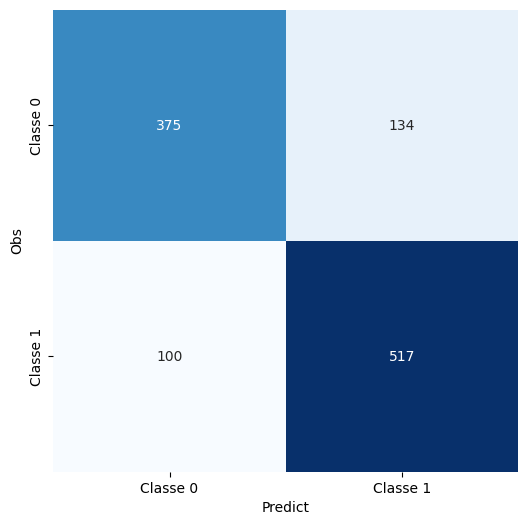 Classe 0
375
134
Obs
Classe 1
100
517
Classe 0
Classe 1
Predict